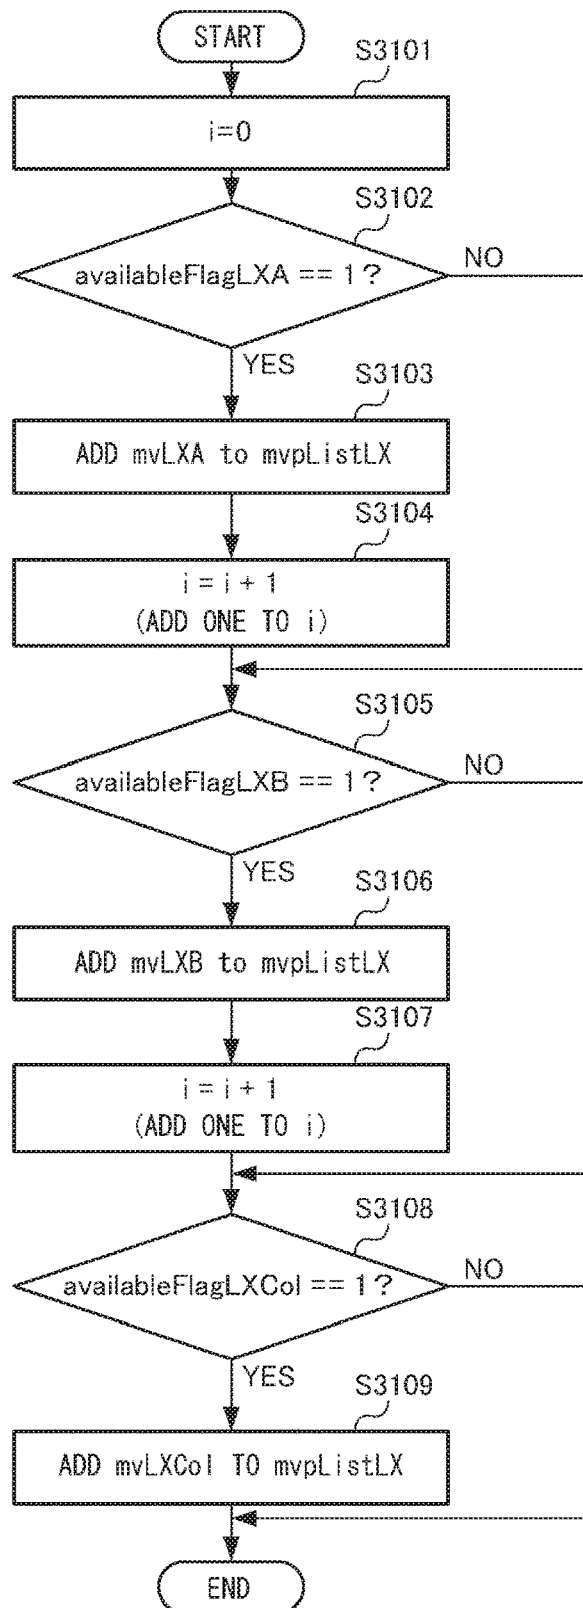 START
S3101
i=0
S3102
availableFlagLXA == 1?
NO
YES
S3103
ADD mvLXA to mvpListLX
S3104
i = i + 1
(ADD ONE TO i)
S3105
availableFlagLXB == 1?
NO
YES
S3106
ADD mvLXB to mvpListLX
S3107
i = i + 1
(ADD ONE TO i)
S3108
availableFlagLXCol == 1?
NO
YES
S3109
ADD mvLXCol TO mvpListLX
END